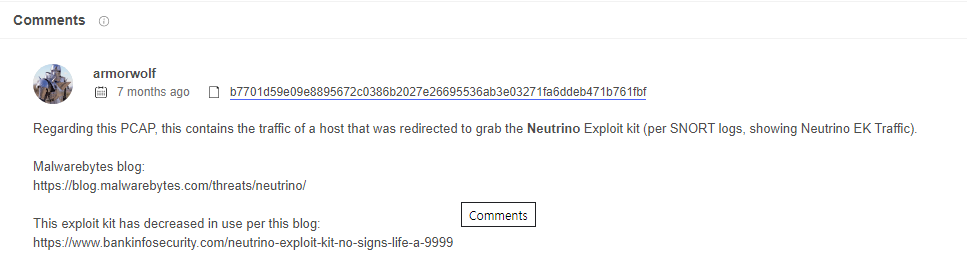 Comments
armorwolf
7 months ago b7701d59e09e8895672c0386b2027e26695536ab3e03271fa6ddeb471b761fbf
Regarding this PCAP, this contains the traffic of a host that was redirected to grab the Neutrino Exploit kit (per SNORT logs, showing Neutrino EK Traffic).
Malwarebytes blog:
https://blog.malwarebytes.com/threats/neutrino/
Comments
This exploit kit has decreased in use per this blog:
https://www.bankinfosecurity.com/neutrino-exploit-kit-no-signs-life-a-9999